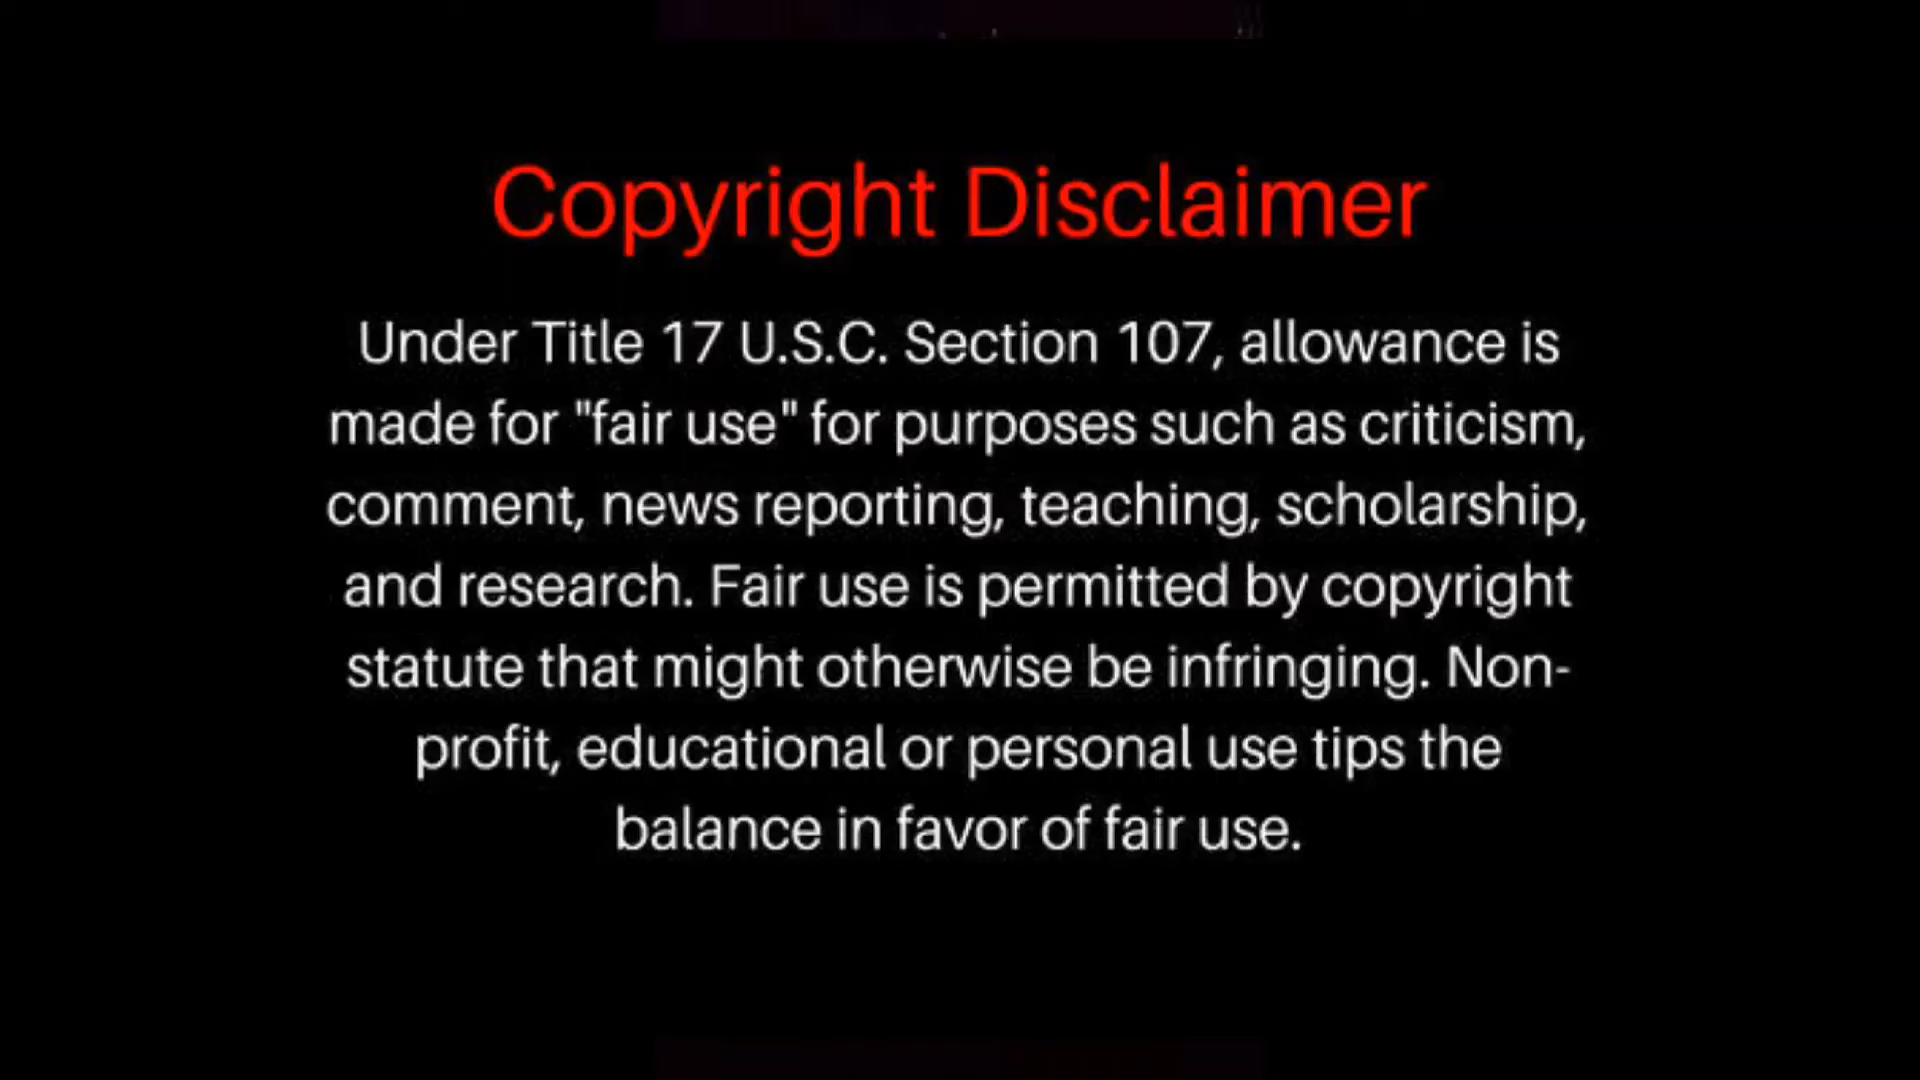 Copyright Disclaimer
Under Title 17 U.S.C. Section 107, allowance is
made for "fair use" for purposes such as criticism,
comment, news reporting, teaching, scholarship,
and research. Fair use is permitted by copyright
statute that might otherwise be infringing. Non-
profit, educational or personal use tips the
balance in favor of fair use.